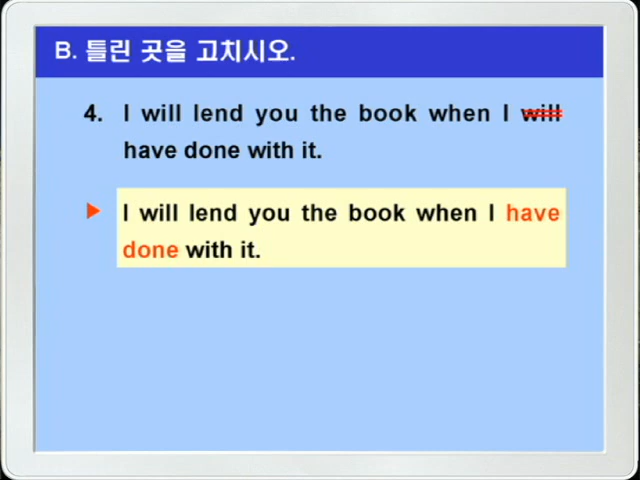 B. 틀린 곳을 고치시오.
4. I will lend you the book when I will
have done with it.
▶ I will lend you the book when I have
done with it.